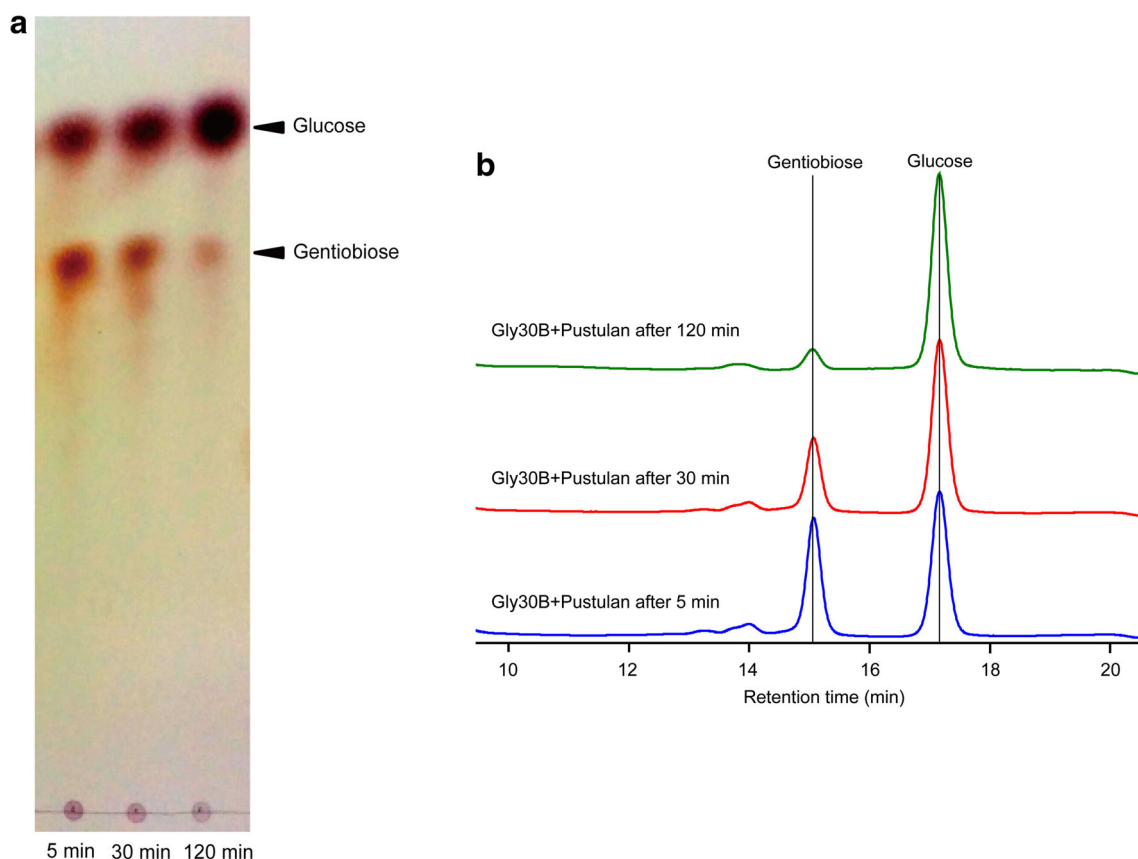 a
Glucose
Gentiobiose
5 min 30 min 120 min
b
Gentiobiose Glucose
Gly30B+Pustulan after 120 min
Gly30B+Pustulan after 30 min
Gly30B+Pustulan after 5 min
10 12 14 16 18 20
Retention time (min)